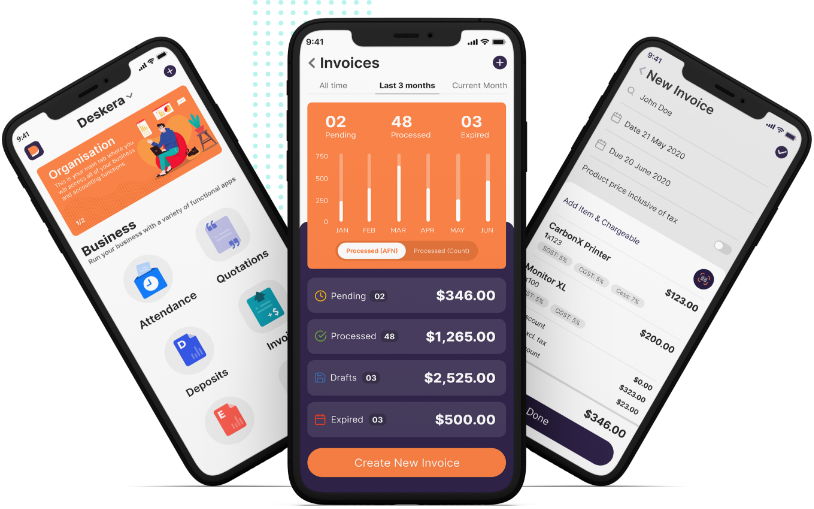 9:41
Deskera
Organisation
This is your main tab where you
will access all of your business
and accounting functions.
1/2
Business
Run your business with a variety of functional apps
Attendance
Quotations
D
Deposits
+$
E
9:41
Invoices
All time
Last 3 months
Current Month
02
Pending
48
Processed
03
Expired
750
500
250
0
JAN FEB MAR APR MAY JUN
Processed (AFN)
Processed (Count)
Pending 02 $346.00
Processed 48 $1,265.00
Drafts 03 $2,525.00
Expired 03 $500.00
Create New Invoice
9:41
New Invoice
John Doe
Date 21 May 2020
Due 20 June 2020
Product price inclusive of tax
Add Item & Chargeable
CarbonX Printer
1x123
SGST: 5% CGST: 5% Cess: 7%
$123.00
Monitor XL
x100
CGST: 5%
$200.00
$0.00
$323.00
$23.00
$346.00
Done